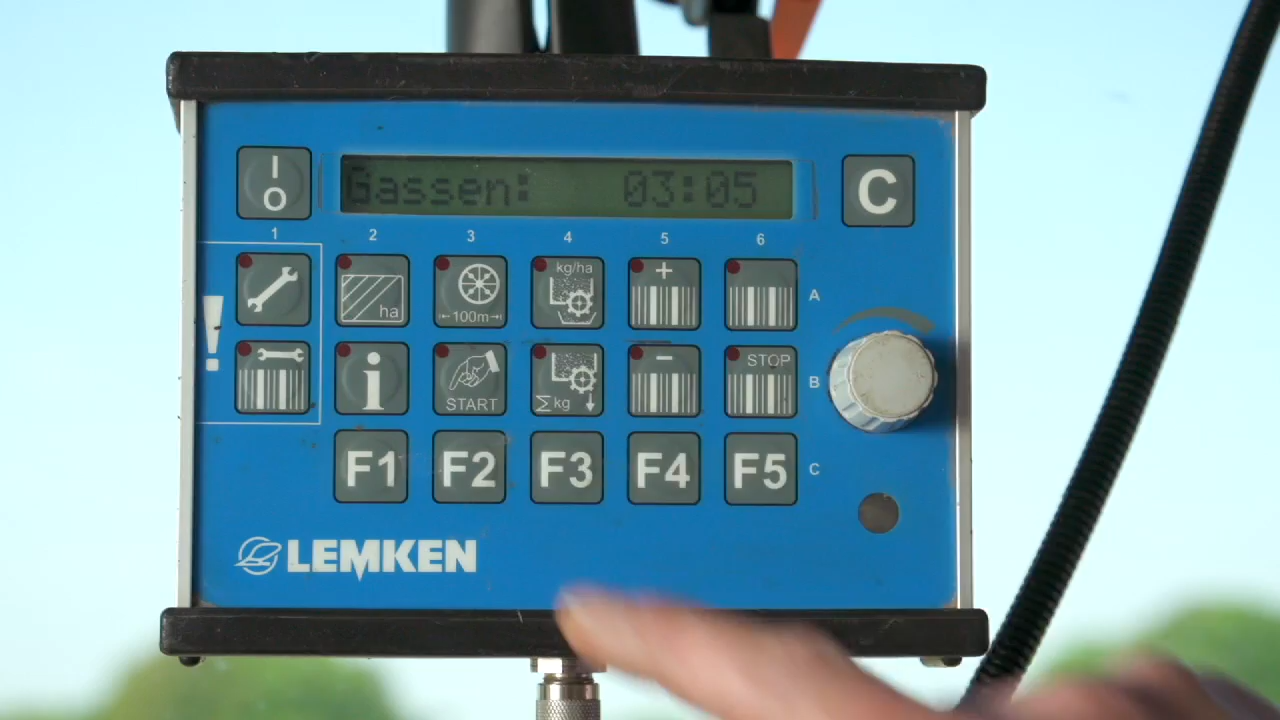 I
O
Gassen: 03:05
C
1 2 3 4 5 6
!
ha
100m
kg/ha
+
A
i
START
Σ kg
-
STOP
B
F1 F2 F3 F4 F5
C
LEMKEN